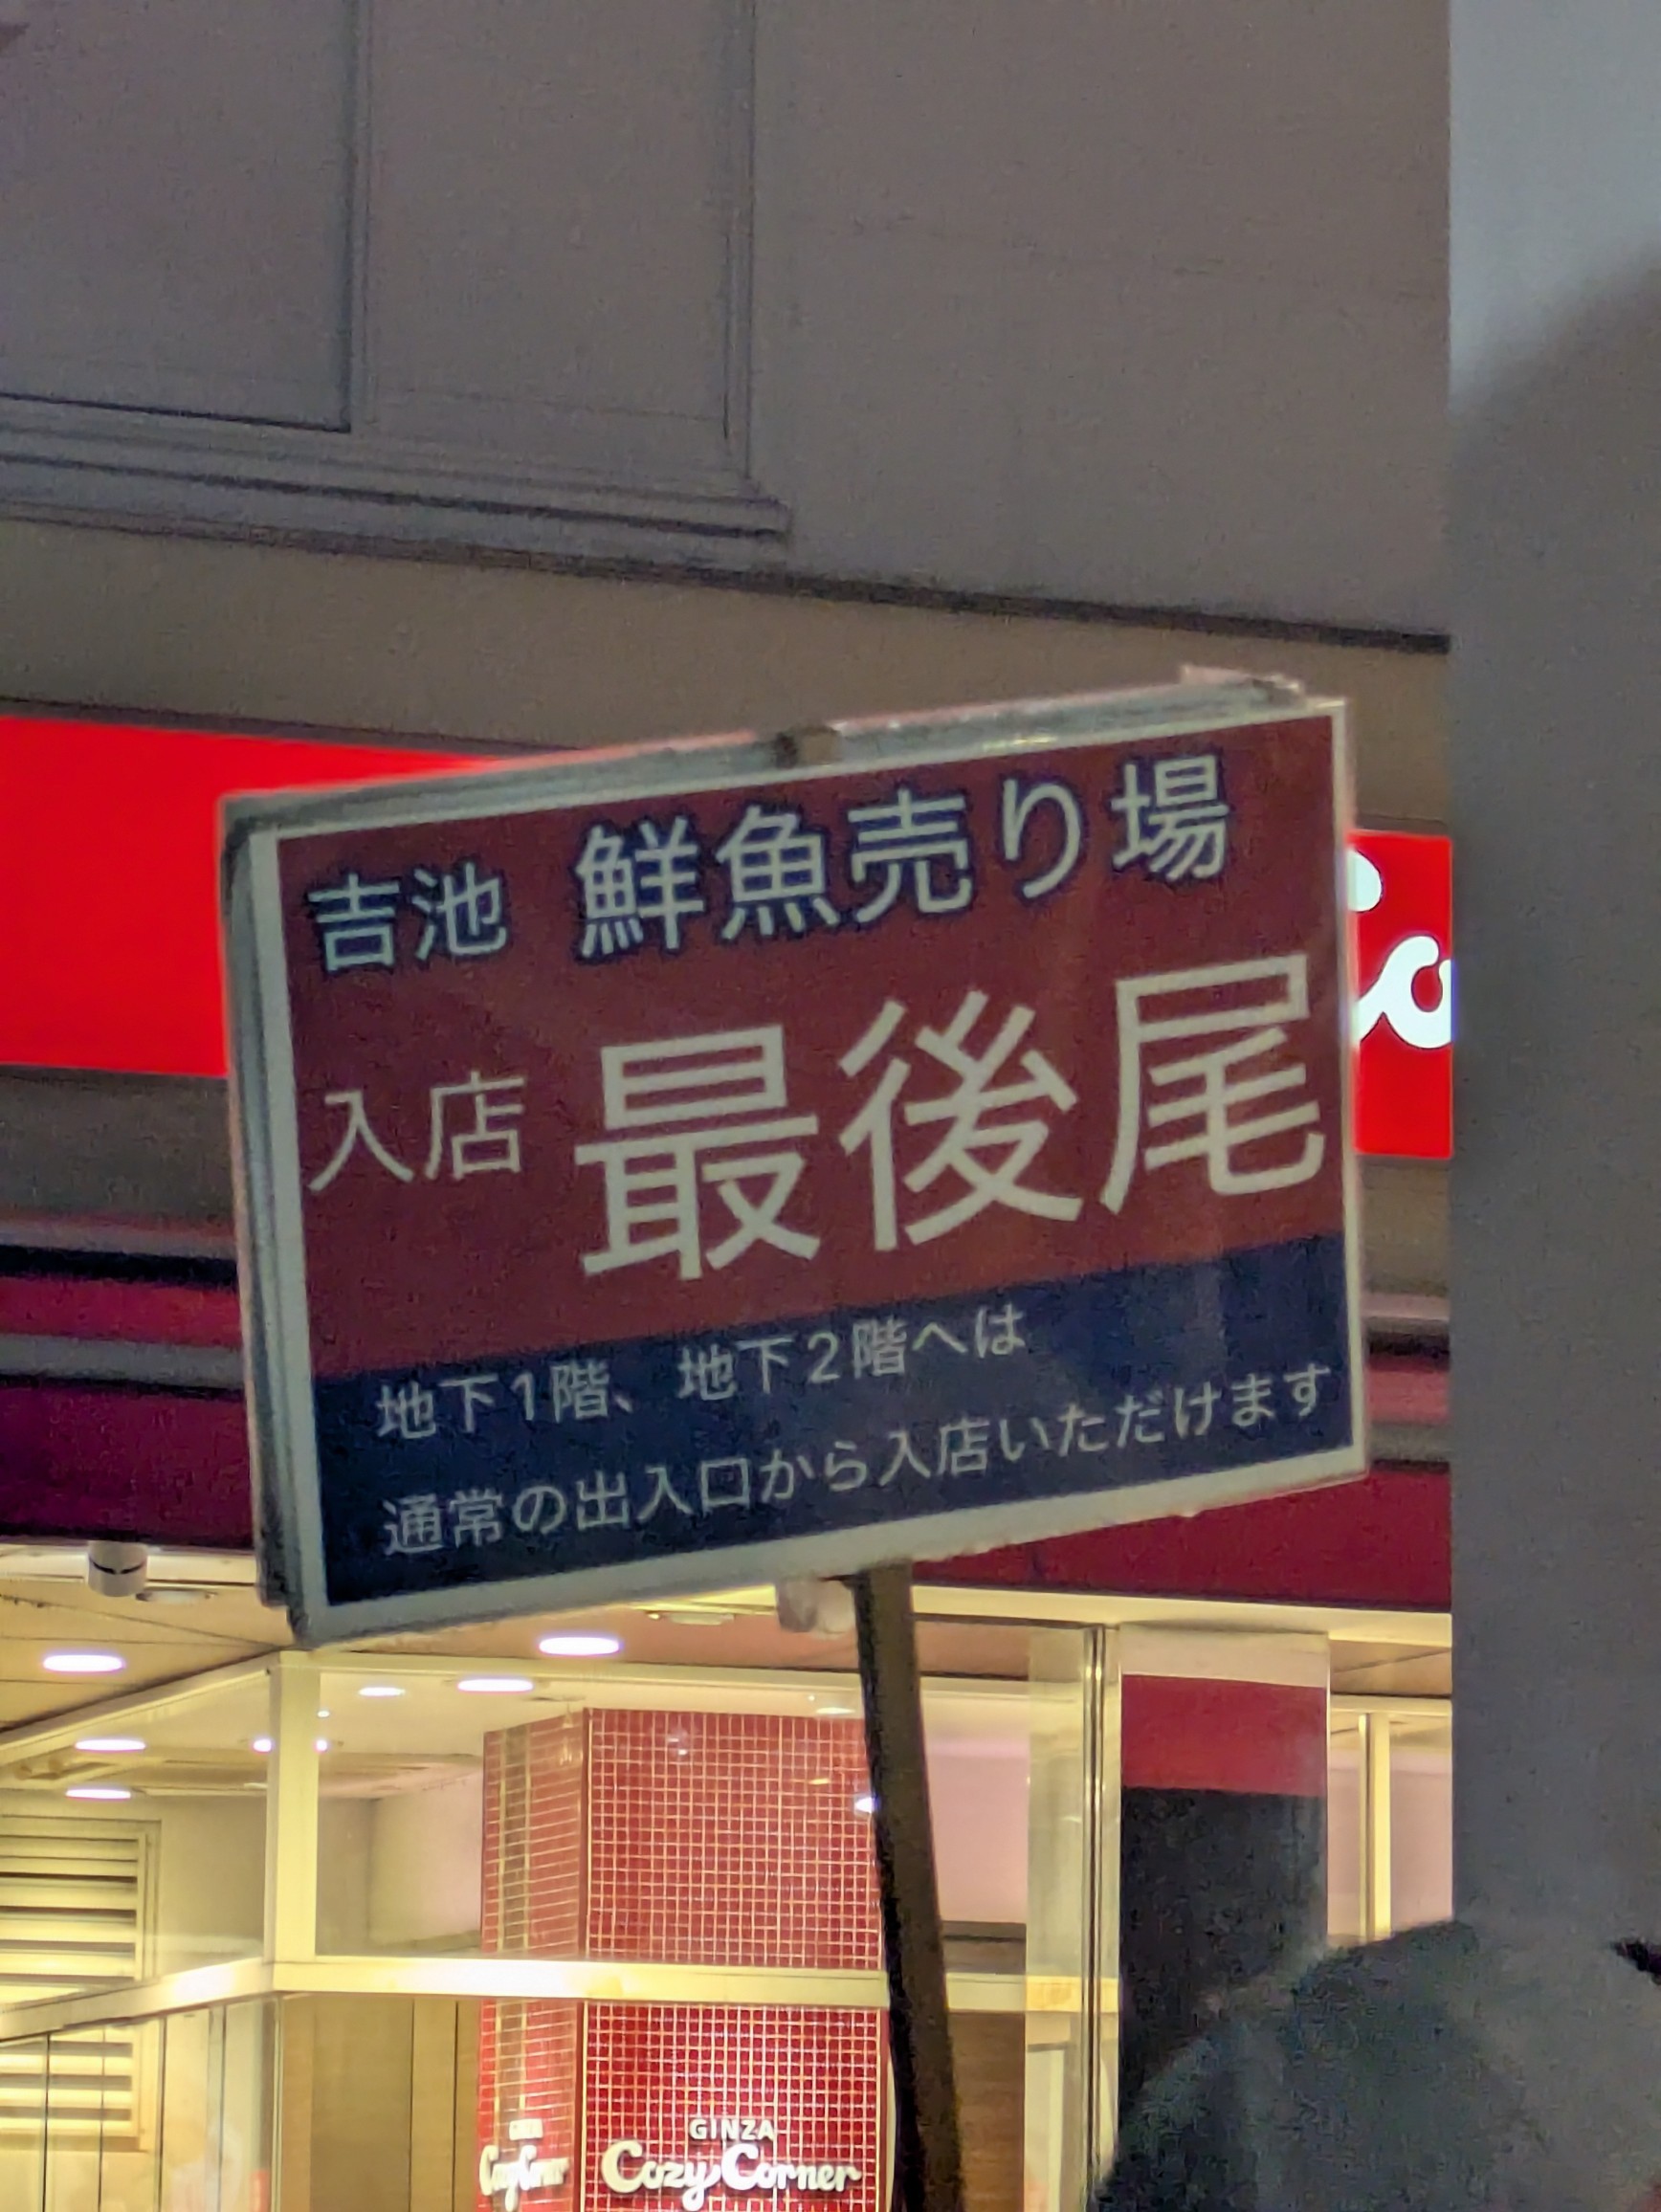 吉池 鮮魚売り場
入店 最後尾
地下1階、地下2階へは
通常の出入口から入店いただけます
GINZA
Cozy Corner